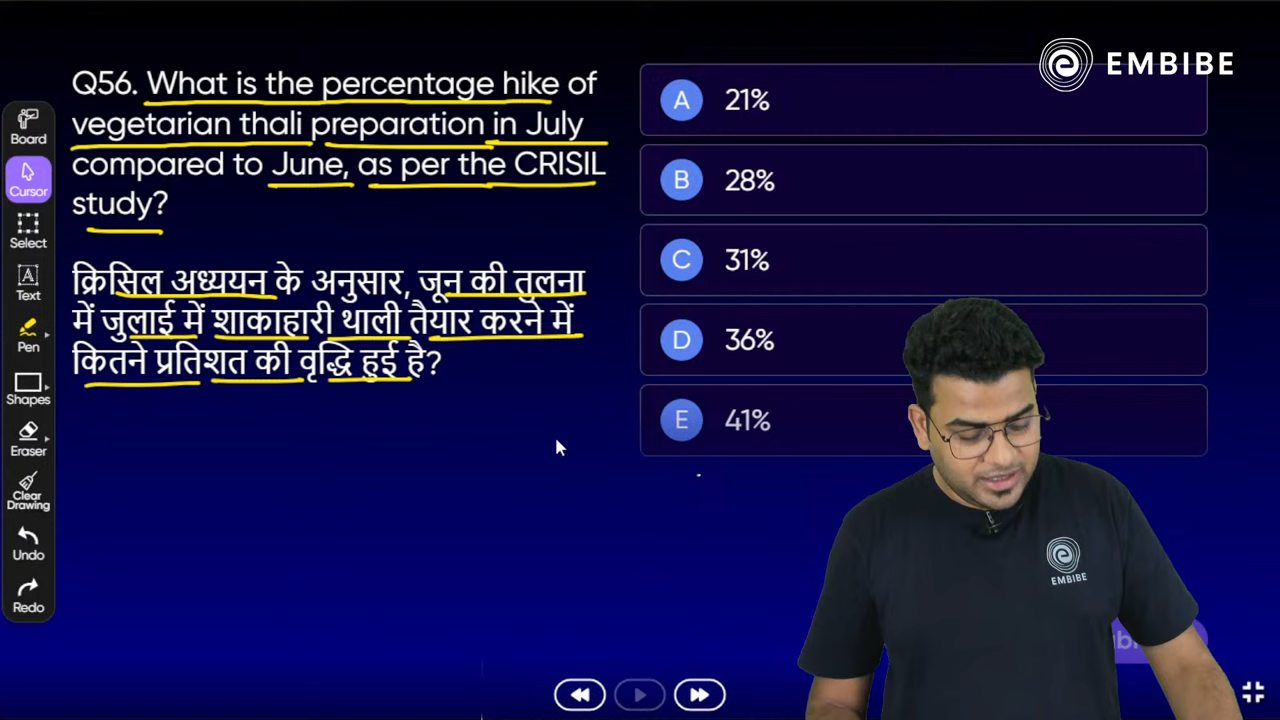 EMBIBE
Q56. What is the percentage hike of
vegetarian thali preparation in July
compared to June, as per the CRISIL
study?
क्रिसिल अध्ययन के अनुसार, जून की तुलना
में जुलाई में शाकाहारी थाली तैयार करने में
कितने प्रतिशत की वृद्धि हुई है?
A 21%
B 28%
C 31%
D 36%
E 41%
Board
Cursor
Select
Text
Pen
Shapes
Eraser
Clear
Drawing
Undo
Redo
EMBIBE